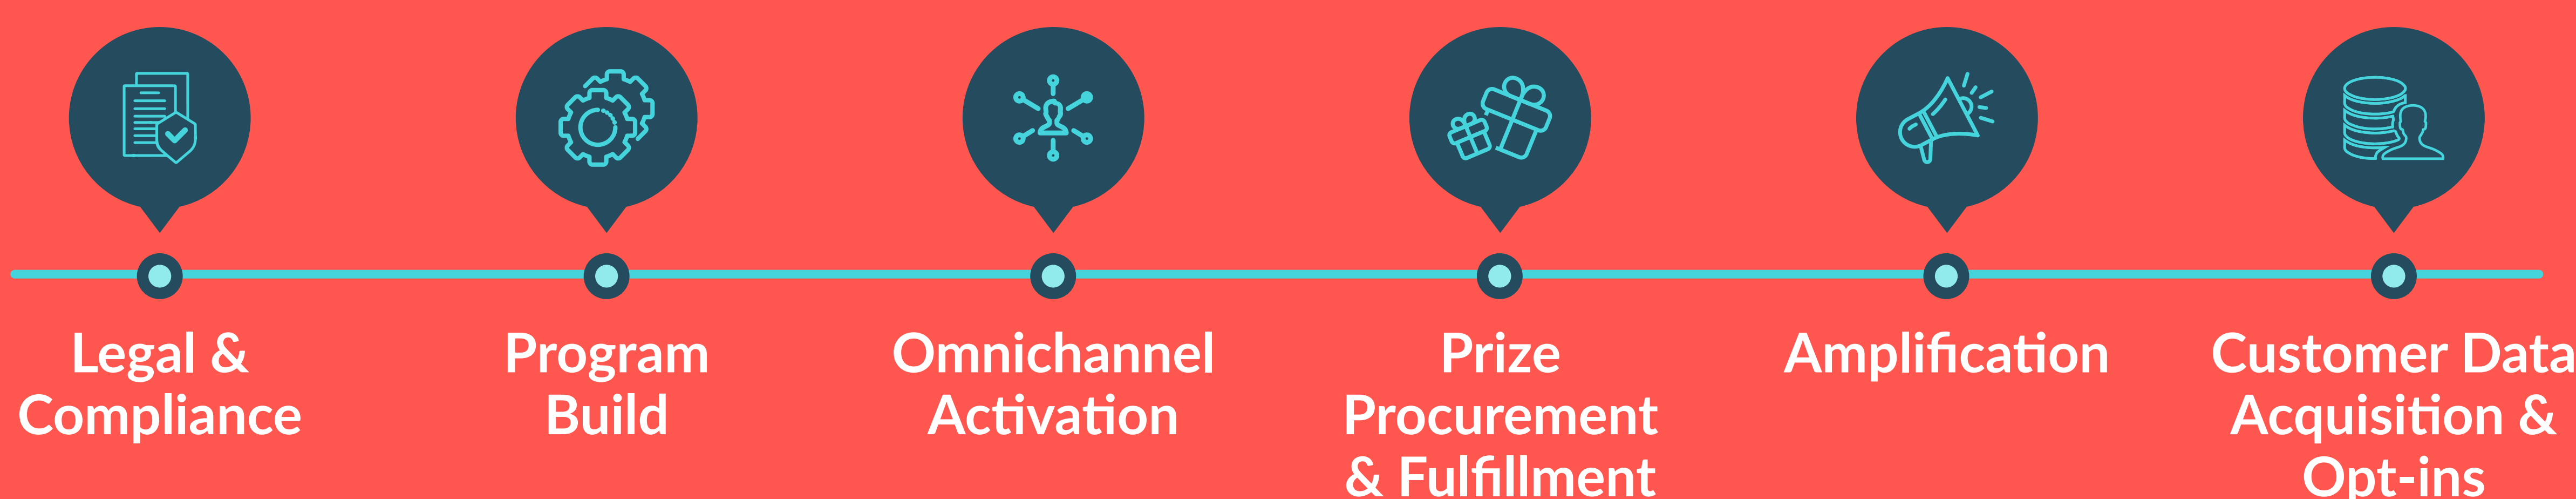 Legal &
Compliance
Program
Build
Omnichannel
Activation
Prize
Procurement
& Fulfillment
Amplification
Customer Data
Acquisition &
Opt-ins